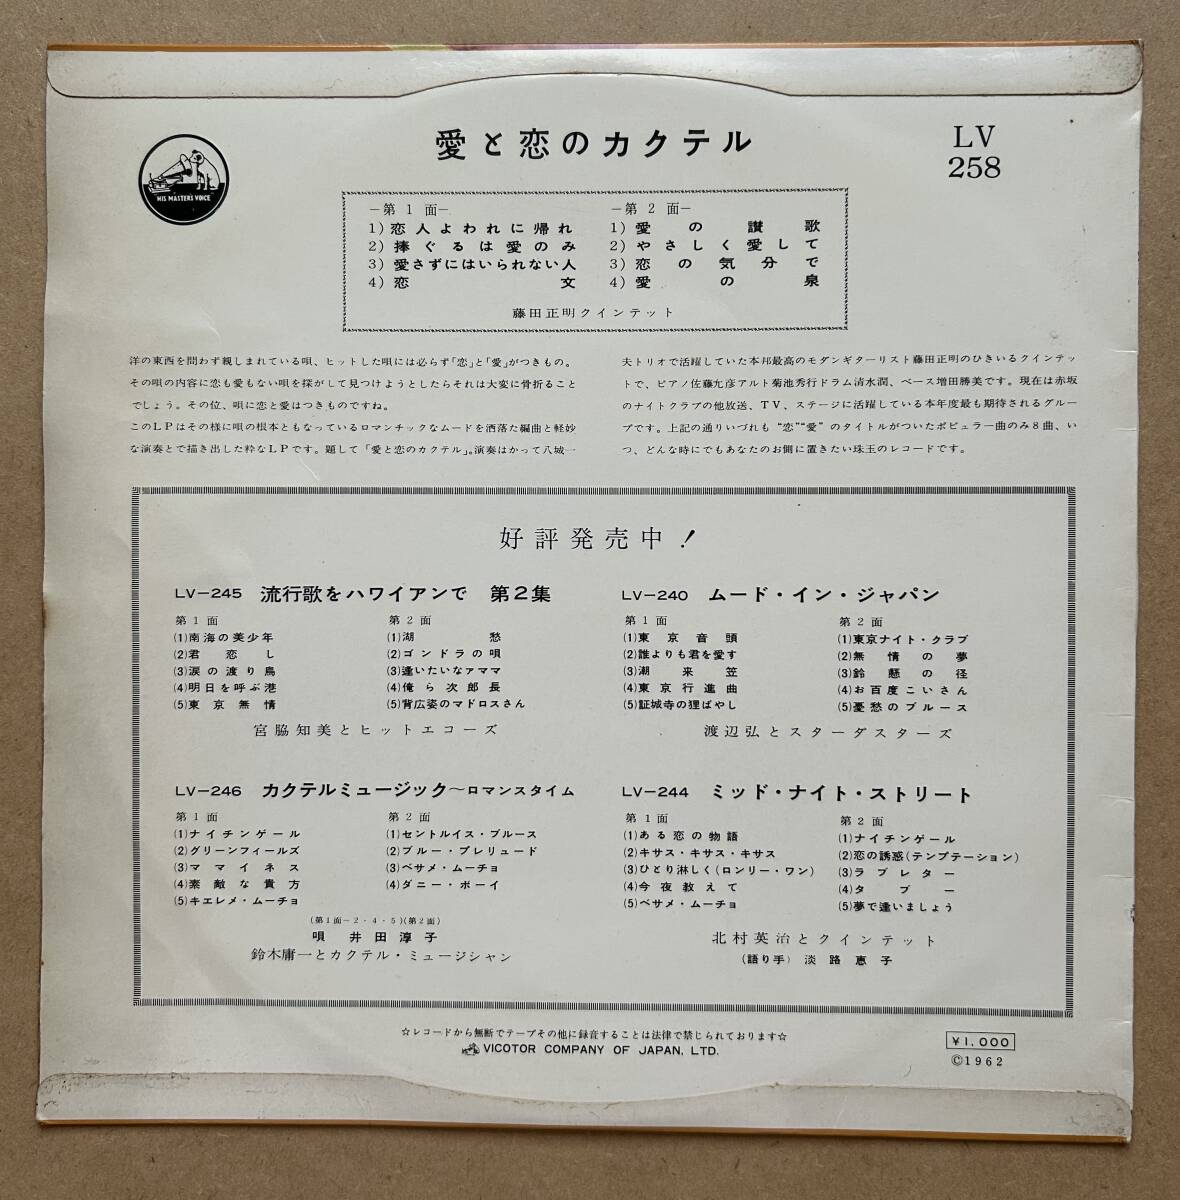 愛と恋のカクテル
LV
258
HIS MASTER'S VOICE
—第1面—
1)恋人よわれに帰れ
2)捧ぐるは愛のみ
3)愛さずにはいられない人
4)恋文
—第2面—
1)愛の讃歌
2)やさしく愛して
3)恋の気分で
4)愛の泉
藤田正明クインテット
洋の東西を問わず親しまれている唄、ヒットした唄には必らず「恋」と「愛」がつきもの。
その唄の内容に恋も愛もない唄を探がして見つけようとしたらそれは大変に骨折ること
でしょう。その位、唄に恋と愛はつきものですね。
このLPはその様に唄の根本ともなっているロマンチックなムードを洒落た編曲と軽妙
な演奏とで描き出した粋なLPです。題して「愛と恋のカクテル」。演奏はかって八城一
夫トリオで活躍していた本邦最高のモダンギターリスト藤田正明のひきいるクインテッ
トで、ピアノ佐藤允彦アルト菊池秀行ドラム清水潤、ベース増田勝美です。現在は赤坂
のナイトクラブの他放送、TV、ステージに活躍している本年度最も期待されるグルー
プです。上記の通りいづれも“恋”“愛”のタイトルがついたポピュラー曲のみ8曲、い
つ、どんな時にでもあなたのお側に置きたい珠玉のレコードです。
好評発売中！
LV-245 流行歌をハワイアンで 第2集
第1面
(1)南海の美少年
(2)君恋し
(3)涙の渡り鳥
(4)明日を呼ぶ港
(5)東京無情
第2面
(1)湖愁
(2)ゴンドラの唄
(3)逢いたいなァママ
(4)俺ら次郎長
(5)背広姿のマドロスさん
宮脇知美とヒットエコーズ
LV-240 ムード・イン・ジャパン
第1面
(1)東京音頭
(2)誰よりも君を愛す
(3)潮来笠
(4)東京行進曲
(5)証城寺の狸ばやし
第2面
(1)東京ナイト・クラブ
(2)無情の夢
(3)鈴懸の径
(4)お百度こいさん
(5)憂愁のブルース
渡辺弘とスターダスターズ
LV-246 カクテルミュージック〜ロマンスタイム
第1面
(1)ナイチンゲール
(2)グリーンフィールズ
(3)ママイネス
(4)素敵な貴方
(5)キエレメ・ムーチョ
第2面
(1)セントルイス・ブルース
(2)ブルー・プレリュード
(3)ベサメ・ムーチョ
(4)ダニー・ボーイ
(第1面-2・4・5)(第2面)
唄 井田淳子
鈴木庸一とカクテル・ミュージシャン
LV-244 ミッド・ナイト・ストリート
第1面
(1)ある恋の物語
(2)キサス・キサス・キサス
(3)ひとり淋しく(ロンリー・ワン)
(4)今夜教えて
(5)ベサメ・ムーチョ
第2面
(1)ナイチンゲール
(2)恋の誘惑(テンプテーション)
(3)ラブレター
(4)タブー
(5)夢で逢いましょう
北村英治とクインテット
(語り手) 淡路恵子
☆レコードから無断でテープその他に録音することは法律で禁じられております☆
VICOTOR COMPANY OF JAPAN, LTD.
¥1,000
©1962